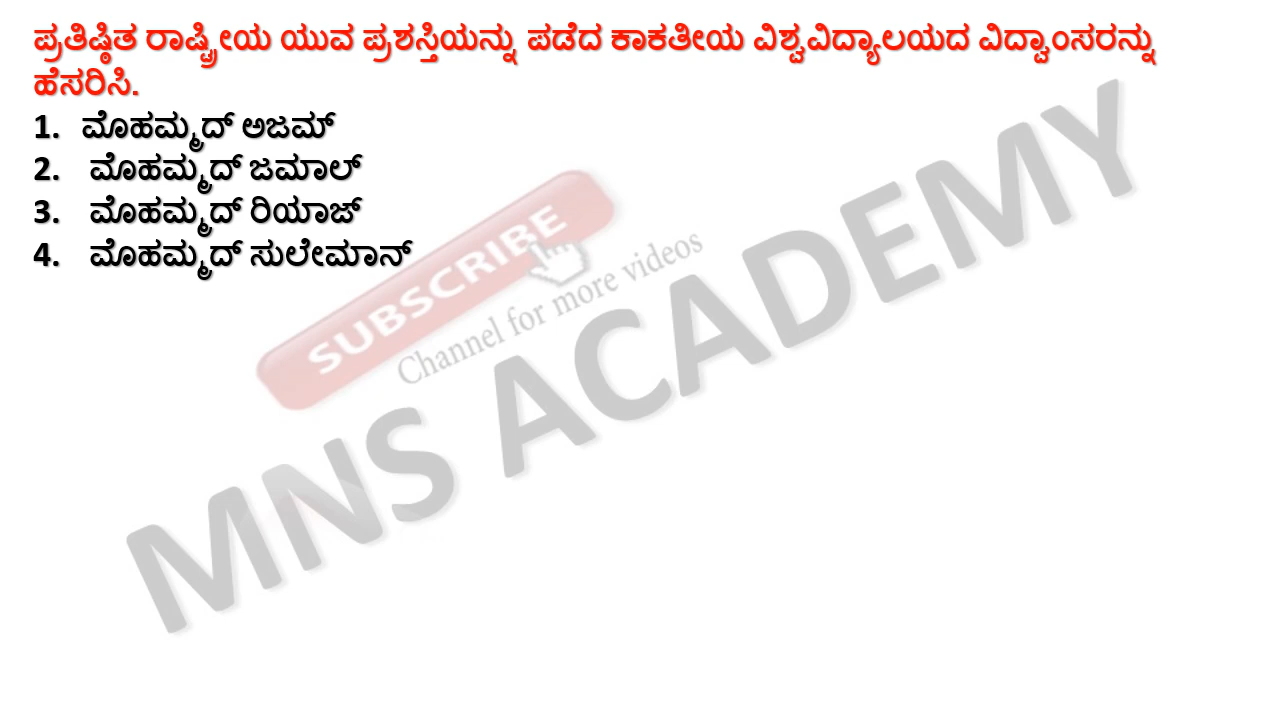 ಪ್ರತಿಷ್ಠಿತ ರಾಷ್ಟ್ರೀಯ ಯುವ ಪ್ರಶಸ್ತಿಯನ್ನು ಪಡೆದ ಕಾಕತೀಯ ವಿಶ್ವವಿದ್ಯಾಲಯದ ವಿದ್ವಾಂಸರನ್ನು
ಹೆಸರಿಸಿ.
1. ಮೊಹಮ್ಮದ್ ಅಜಮ್
2. ಮೊಹಮ್ಮದ್ ಜಮಾಲ್
3. ಮೊಹಮ್ಮದ್ ರಿಯಾಜ್
4. ಮೊಹಮ್ಮದ್ ಸುಲೇಮಾನ್
SUBSCRIBE
Channel for more videos
MNS ACADEMY